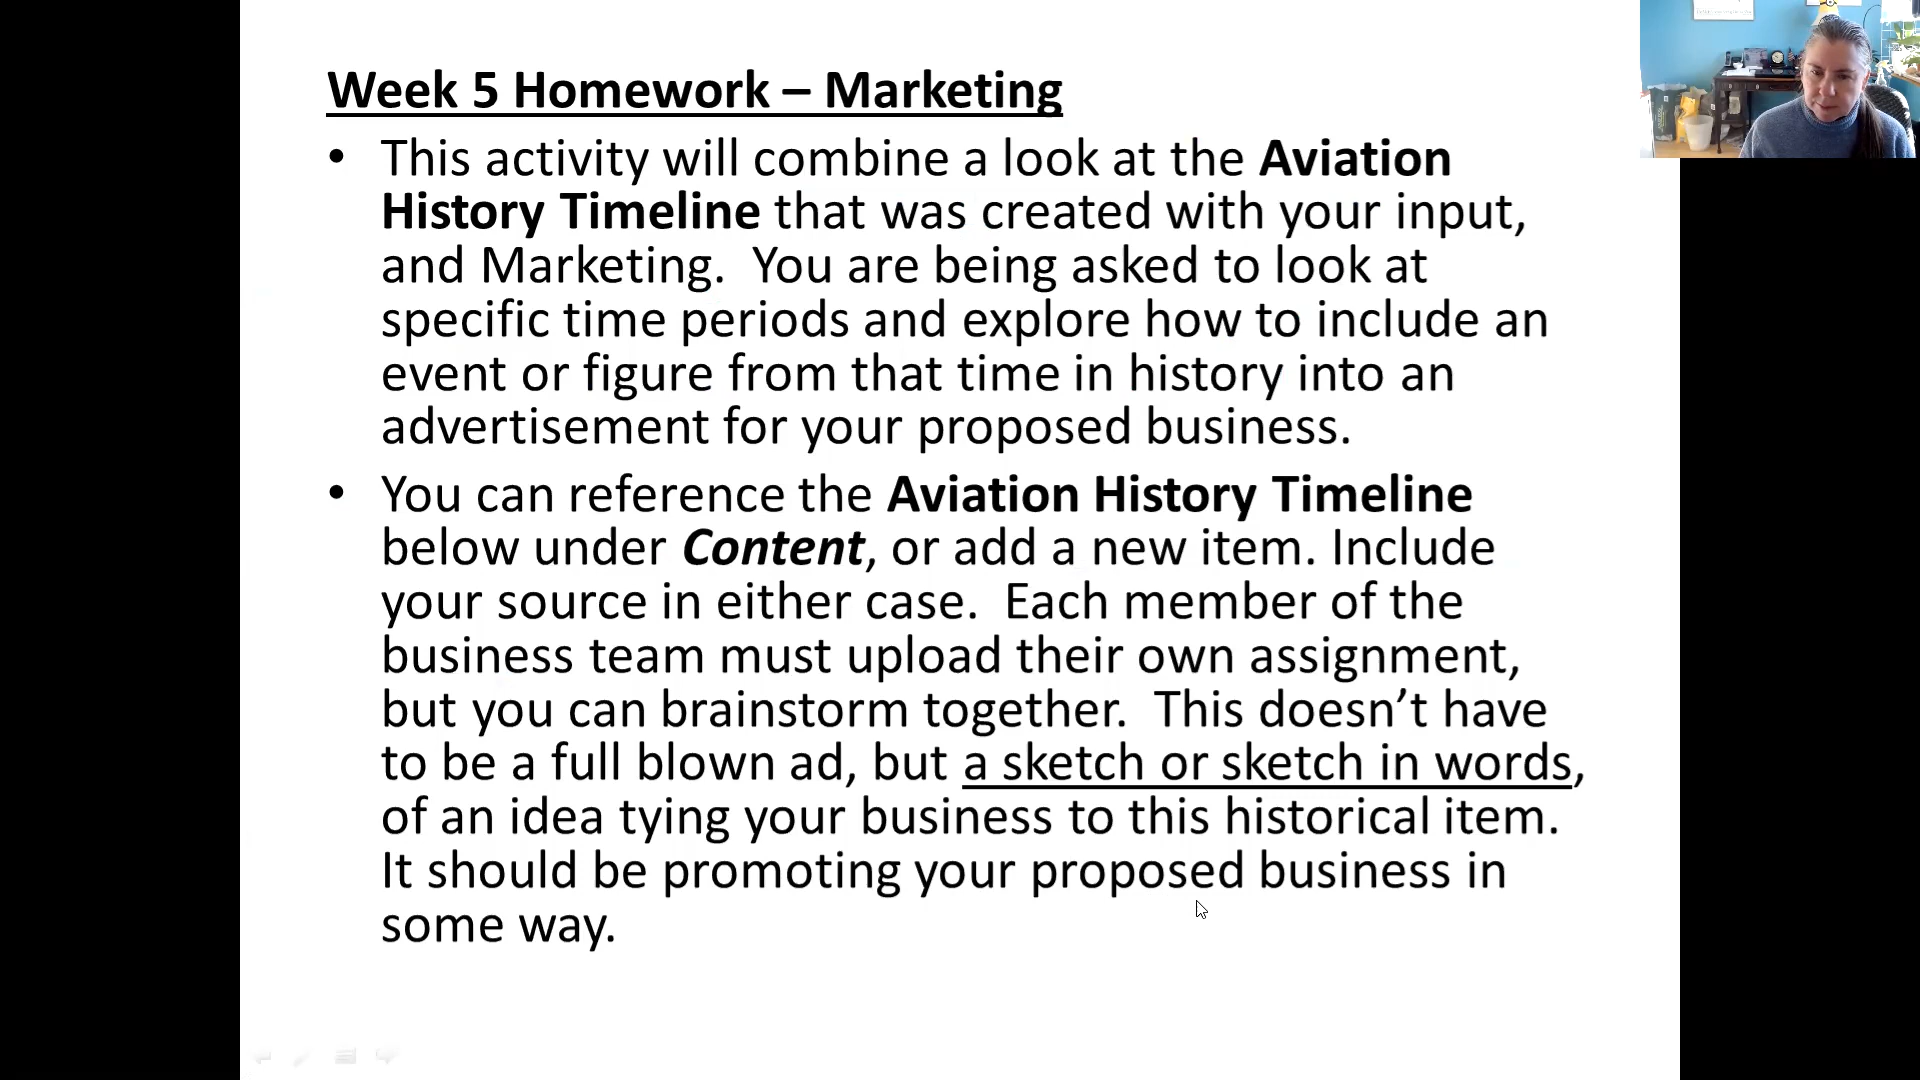 Week 5 Homework – Marketing
• This activity will combine a look at the Aviation
History Timeline that was created with your input,
and Marketing.  You are being asked to look at
specific time periods and explore how to include an
event or figure from that time in history into an
advertisement for your proposed business.
• You can reference the Aviation History Timeline
below under Content, or add a new item. Include
your source in either case.  Each member of the
business team must upload their own assignment,
but you can brainstorm together.  This doesn’t have
to be a full blown ad, but a sketch or sketch in words,
of an idea tying your business to this historical item.
It should be promoting your proposed business in
some way.